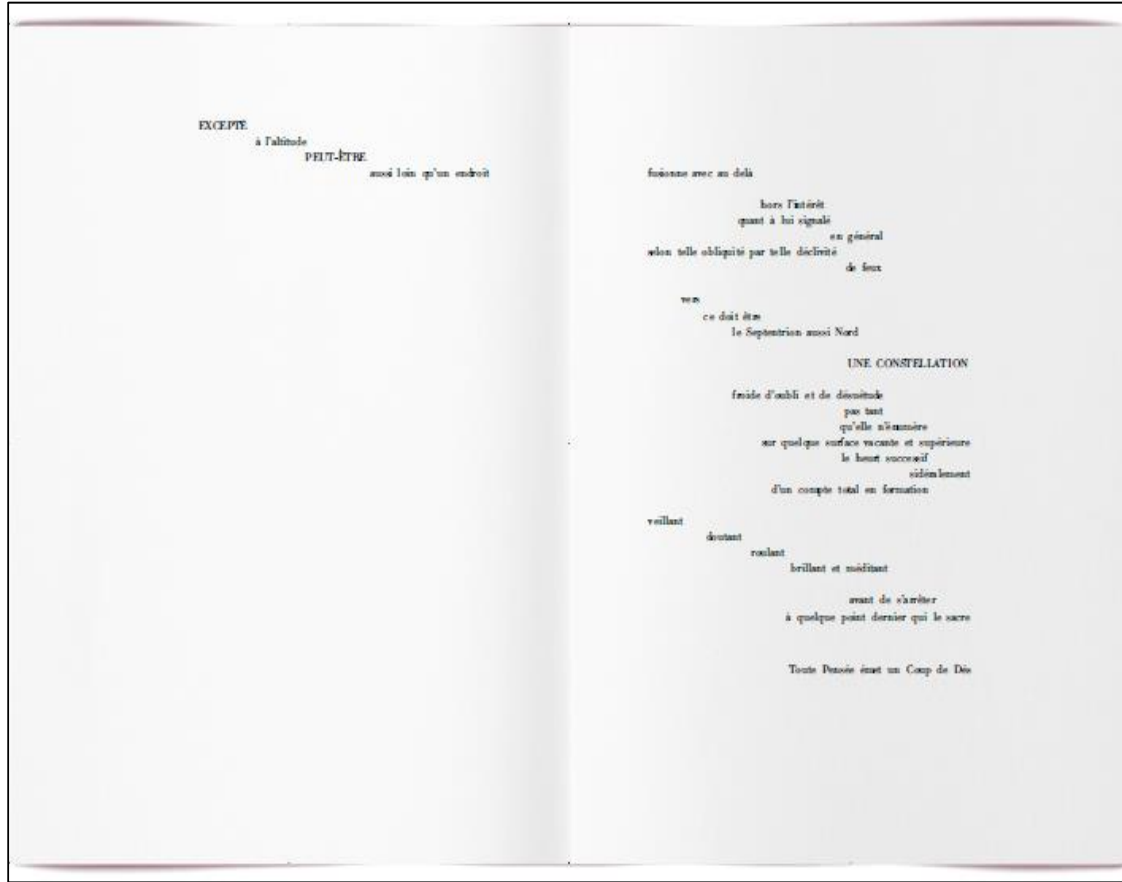 EXCEPTÉ
à l'altitude
PEUT-ÊTRE
aussi loin qu'un endroit
fusionne avec au delà
hors l'intérêt
quant à lui signalé
en général
selon telle obliquité par telle déclivité
de feux
vers
ce doit être
le Septentrion aussi Nord
UNE CONSTELLATION
froide d'oubli et de désuétude
pas tant
qu'elle n'énumère
sur quelque surface vacante et supérieure
le heurt successif
sidéralement
d'un compte total en formation
veillant
doutant
roulant
brillant et méditant
avant de s'arrêter
à quelque point dernier qui le sacre
Toute Pensée émet un Coup de Dés